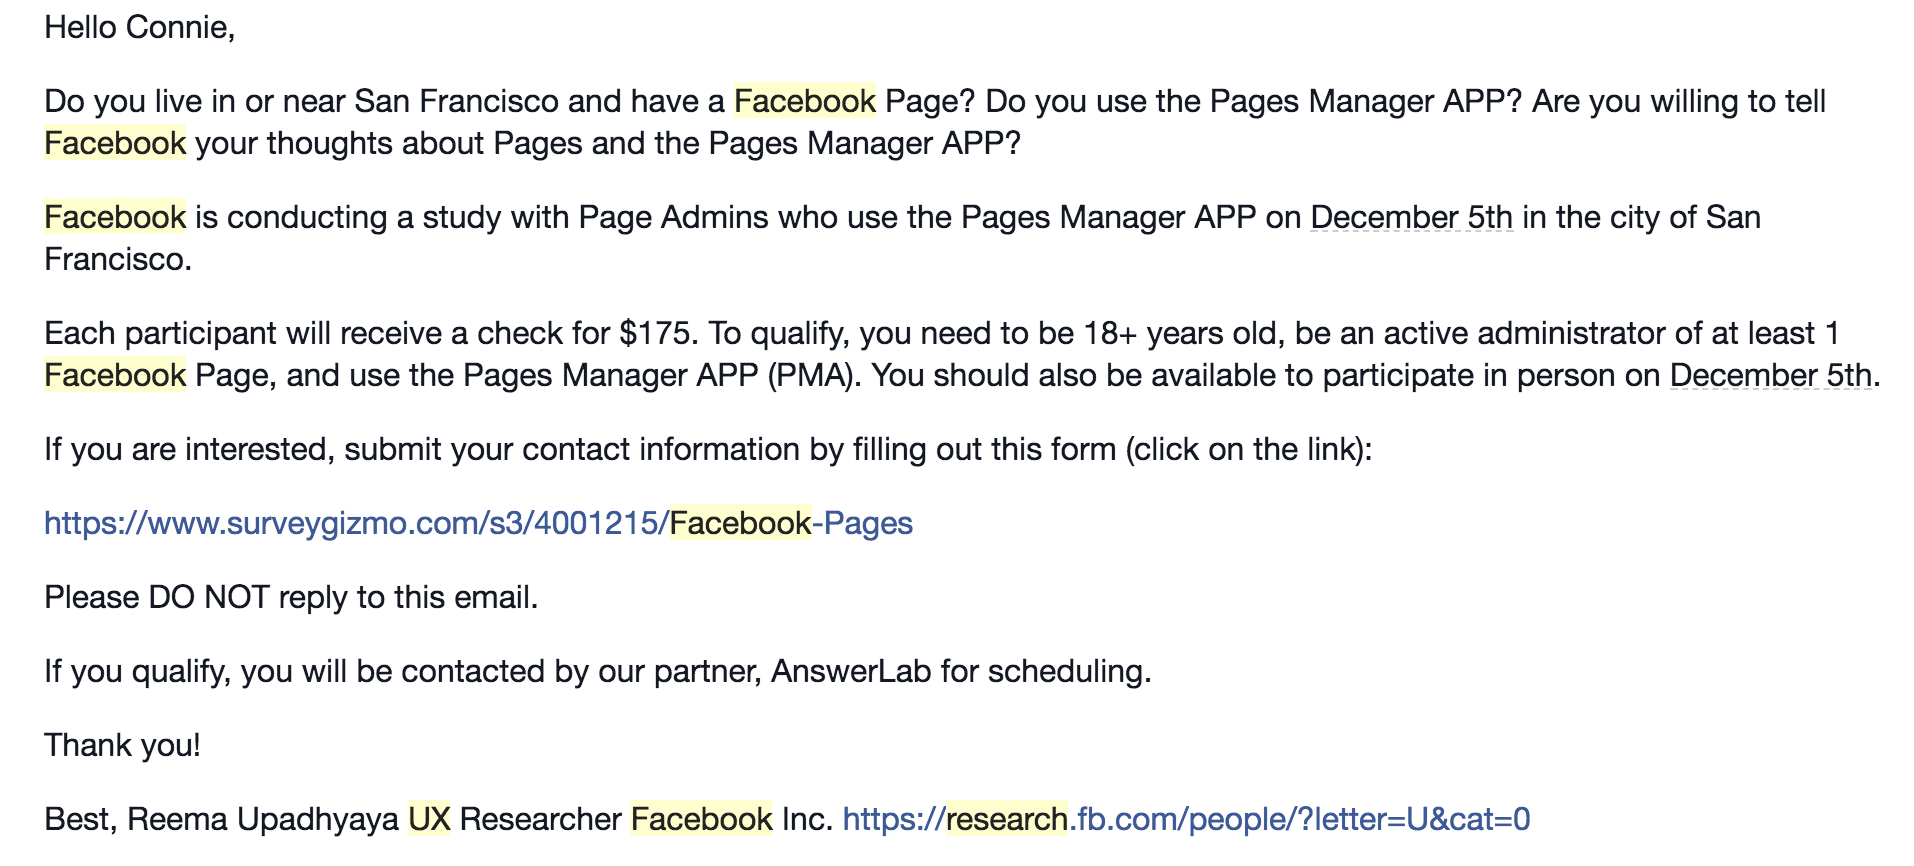 Hello Connie,
Do you live in or near San Francisco and have a Facebook Page? Do you use the Pages Manager APP? Are you willing to tell
Facebook your thoughts about Pages and the Pages Manager APP?
Facebook is conducting a study with Page Admins who use the Pages Manager APP on December 5th in the city of San
Francisco.
Each participant will receive a check for $175. To qualify, you need to be 18+ years old, be an active administrator of at least 1
Facebook Page, and use the Pages Manager APP (PMA). You should also be available to participate in person on December 5th.
If you are interested, submit your contact information by filling out this form (click on the link):
https://www.surveygizmo.com/s3/4001215/Facebook-Pages
Please DO NOT reply to this email.
If you qualify, you will be contacted by our partner, AnswerLab for scheduling.
Thank you!
Best, Reema Upadhyaya UX Researcher Facebook Inc. https://research.fb.com/people/?letter=U&cat=0